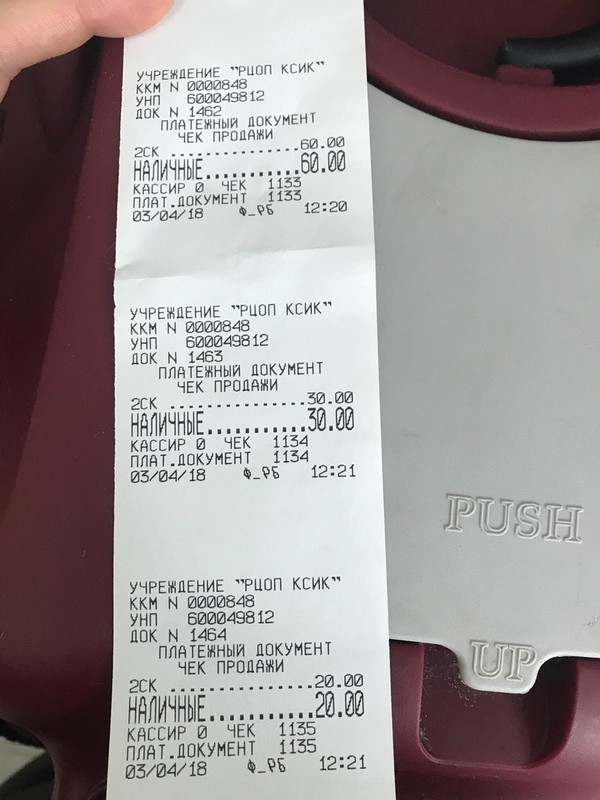 УЧРЕЖДЕНИЕ "РЦОП КСИК"
ККМ N 0000848
УНП 600049812
ДОК N 1462
ПЛАТЕЖНЫЙ ДОКУМЕНТ
ЧЕК ПРОДАЖИ
2СК ...............60.00
НАЛИЧНЫЕ............60.00
КАССИР 0 ЧЕК 1133
ПЛАТ.ДОКУМЕНТ 1133
03/04/18 Ф_РБ 12:20
УЧРЕЖДЕНИЕ "РЦОП КСИК"
ККМ N 0000848
УНП 600049812
ДОК N 1463
ПЛАТЕЖНЫЙ ДОКУМЕНТ
ЧЕК ПРОДАЖИ
2СК ...............30.00
НАЛИЧНЫЕ............30.00
КАССИР 0 ЧЕК 1134
ПЛАТ.ДОКУМЕНТ 1134
03/04/18 Ф_РБ 12:21
УЧРЕЖДЕНИЕ "РЦОП КСИК"
ККМ N 0000848
УНП 600049812
ДОК N 1464
ПЛАТЕЖНЫЙ ДОКУМЕНТ
ЧЕК ПРОДАЖИ
2СК ...............20.00
НАЛИЧНЫЕ............20.00
КАССИР 0 ЧЕК 1135
ПЛАТ.ДОКУМЕНТ 1135
03/04/18 Ф_РБ 12:21
PUSH
UP